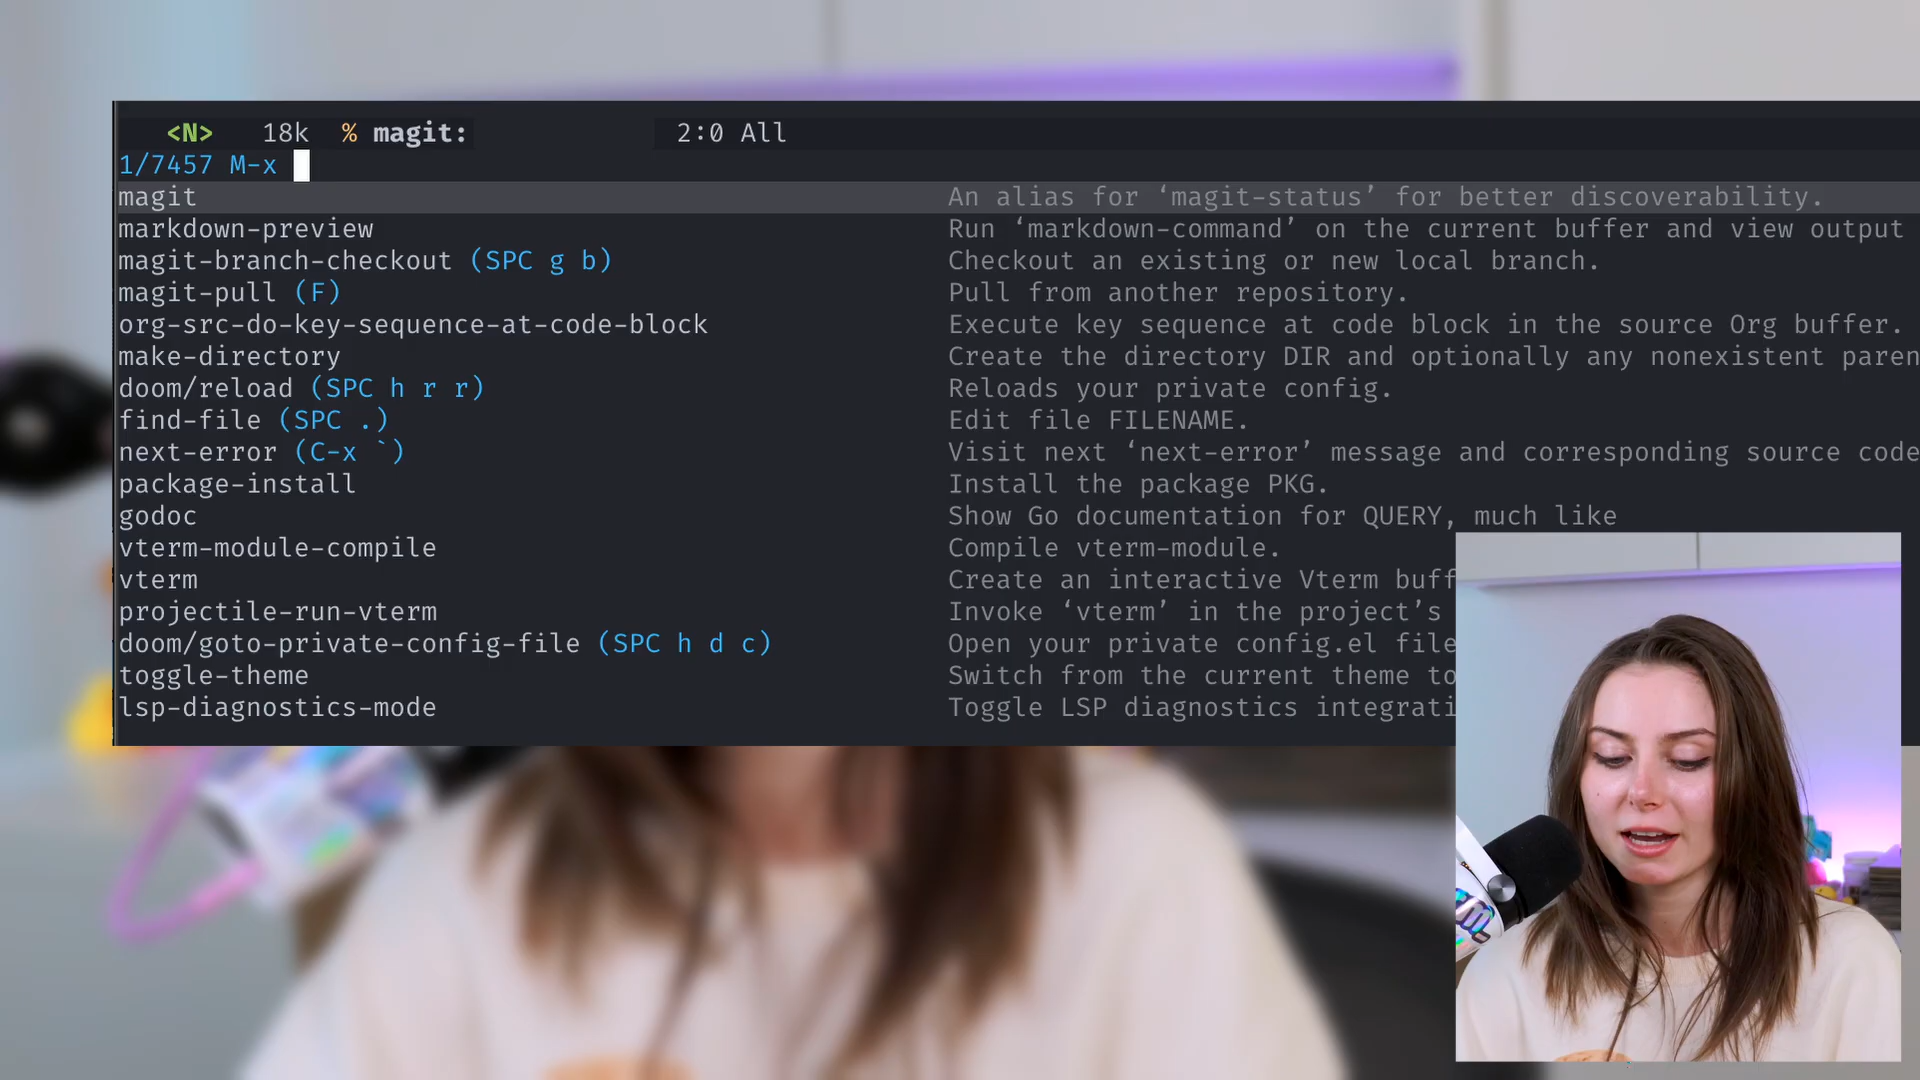 <N> 18k % magit: 2:0 All
1/7457 M-x
magit An alias for ‘magit-status’ for better discoverability.
markdown-preview Run ‘markdown-command’ on the current buffer and view output
magit-branch-checkout (SPC g b) Checkout an existing or new local branch.
magit-pull (F) Pull from another repository.
org-src-do-key-sequence-at-code-block Execute key sequence at code block in the source Org buffer.
make-directory Create the directory DIR and optionally any nonexistent paren
doom/reload (SPC h r r) Reloads your private config.
find-file (SPC .) Edit file FILENAME.
next-error (C-x `) Visit next ‘next-error’ message and corresponding source code
package-install Install the package PKG.
godoc Show Go documentation for QUERY, much like
vterm-module-compile Compile vterm-module.
vterm Create an interactive Vterm buff
projectile-run-vterm Invoke ‘vterm’ in the project’s
doom/goto-private-config-file (SPC h d c) Open your private config.el file
toggle-theme Switch from the current theme to
lsp-diagnostics-mode Toggle LSP diagnostics integrati